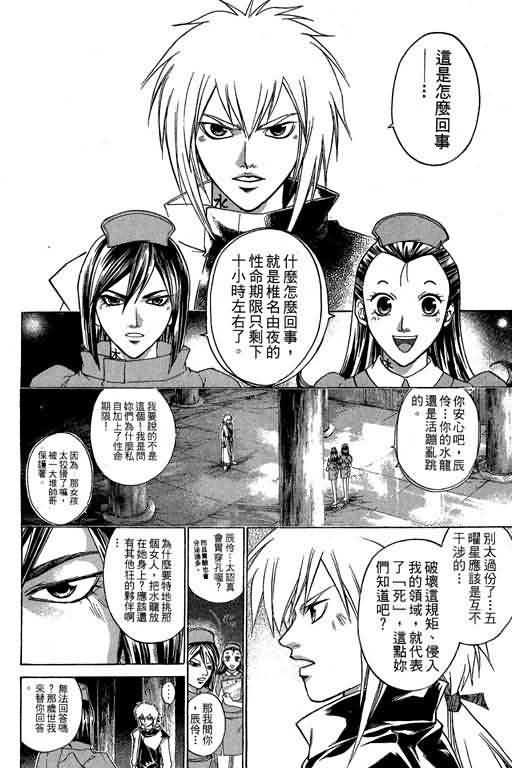 這是怎麼回事
——…
什麼怎麼回事，
就是椎名由夜的
性命期限只剩下
十小時左右了。
水
你安心吧，辰
伶…你的水龍
還是活蹦亂跳
的。
我要說的不是
這個！我是問
妳們為什麼私
自加上了性命
期限！
因為，那女孩
太狡猾了嘛，
被一大堆帥哥
保護著。
別太過份了…五
曜星應該是互不
干涉的…
破壞這規矩、侵入
我的領域，就代表
了「死」，這點妳
們知道吧？
辰伶…太認真
會胃穿孔喔？
那我問你
，辰伶。
為什麼要特地挑那
個女人，把水龍放
在她身上？應該還
有其他狂的夥伴啊
。
無法回答嗎
？那歲世我
來替你回答
。